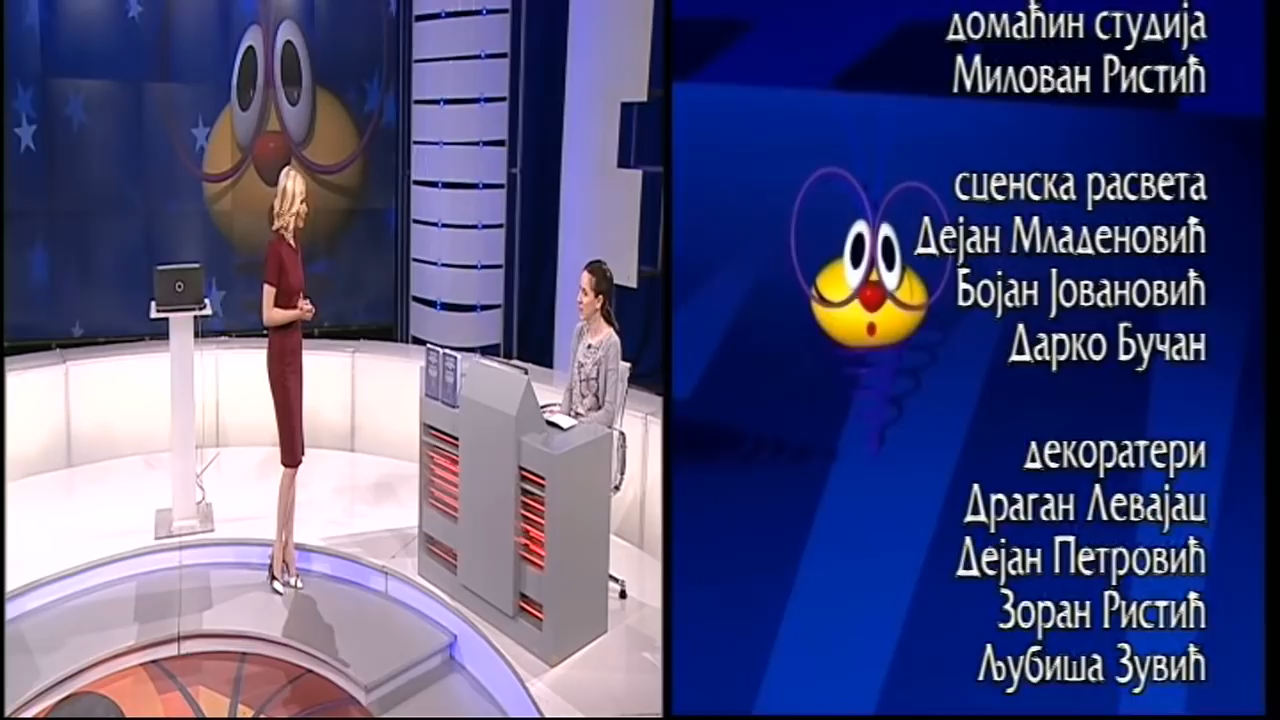 домаћин студија
Милован Ристић
сценска расвета
Дејан Младеновић
Бојан Јовановић
Дарко Бучан
декоратери
Драган Левајац
Дејан Петровић
Зоран Ристић
Љубиша Зувић